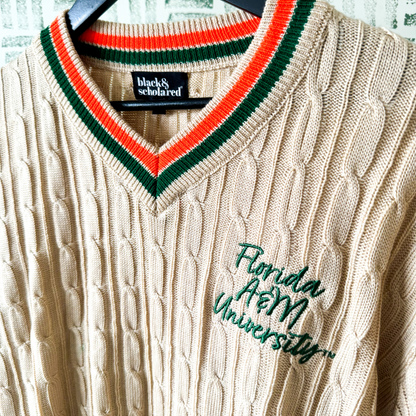 black&
scholared
Florida
A&M
University™